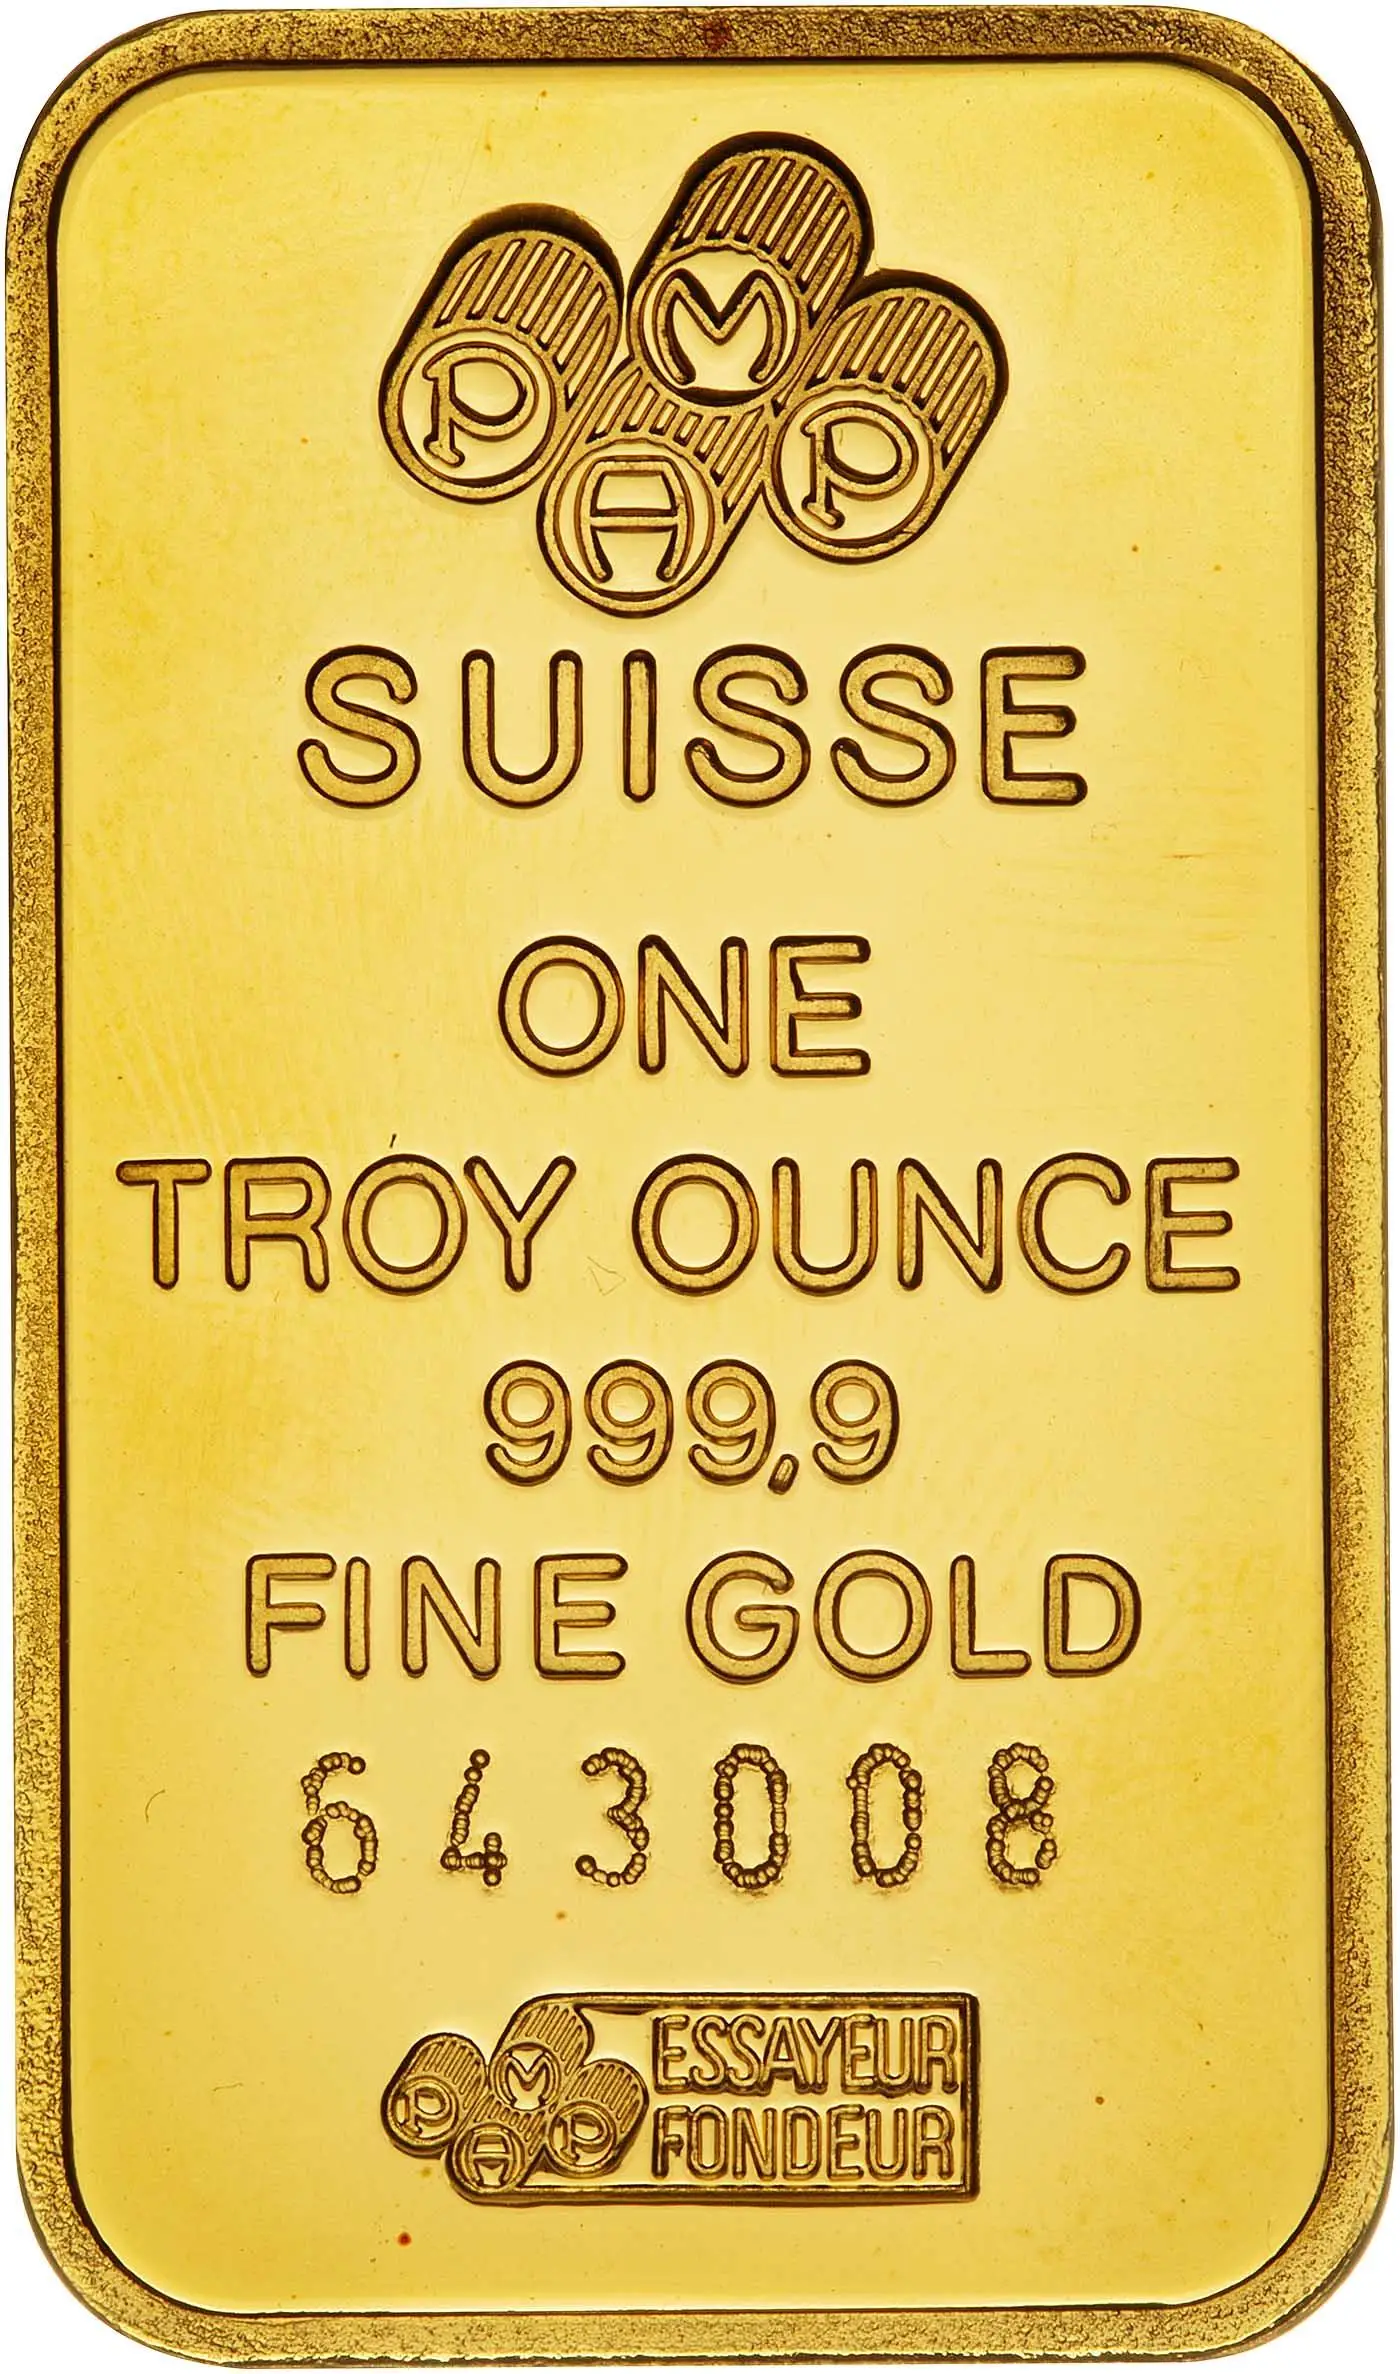 PAMP
SUISSE
ONE
TROY OUNCE
999,9
FINE GOLD
643008
PAMP ESSAYEUR
FONDEUR